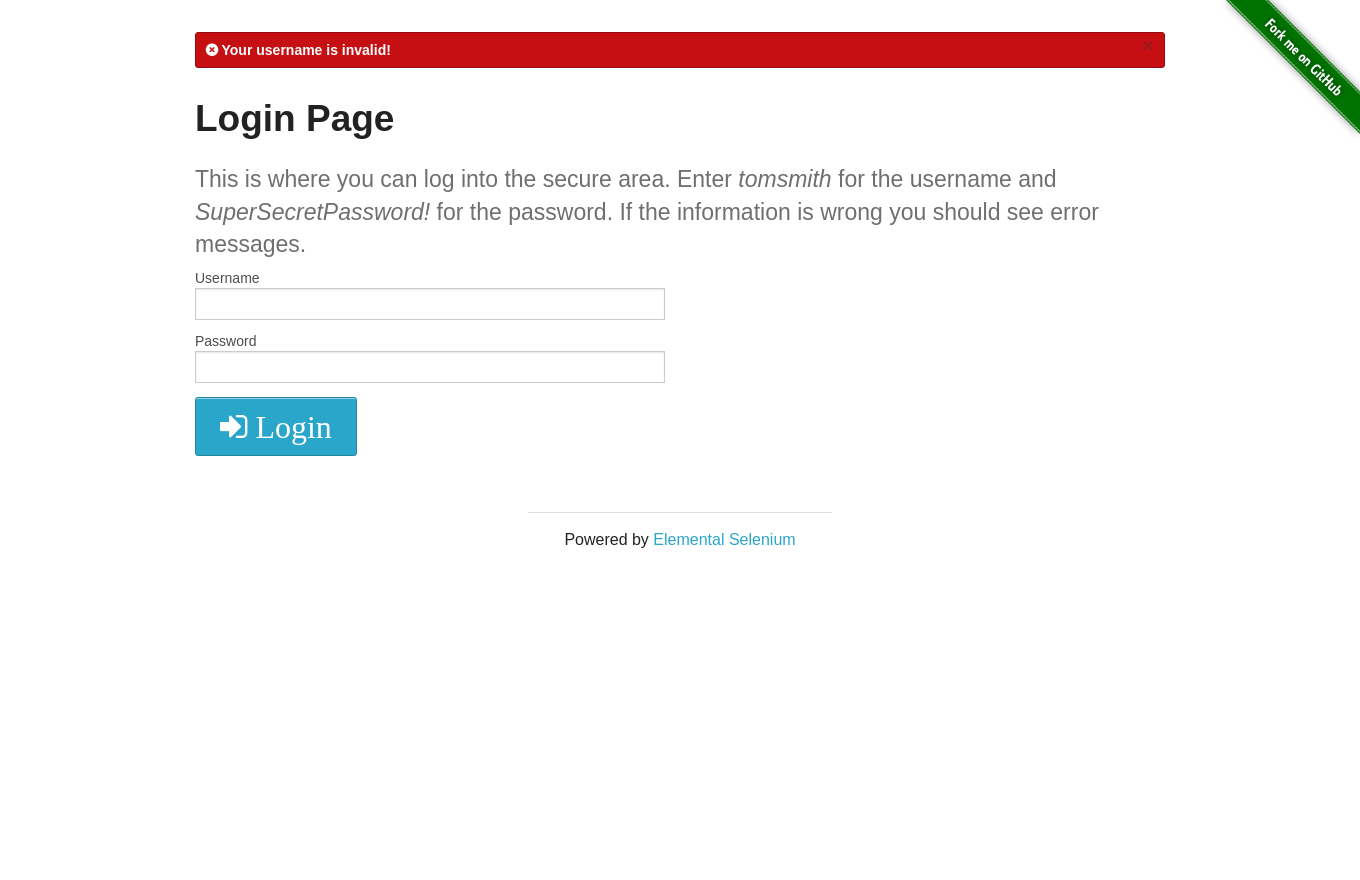 Your username is invalid!
×
Fork me on GitHub
Login Page
This is where you can log into the secure area. Enter tomsmith for the username and
SuperSecretPassword! for the password. If the information is wrong you should see error
messages.
Username
Password
Login
Powered by Elemental Selenium